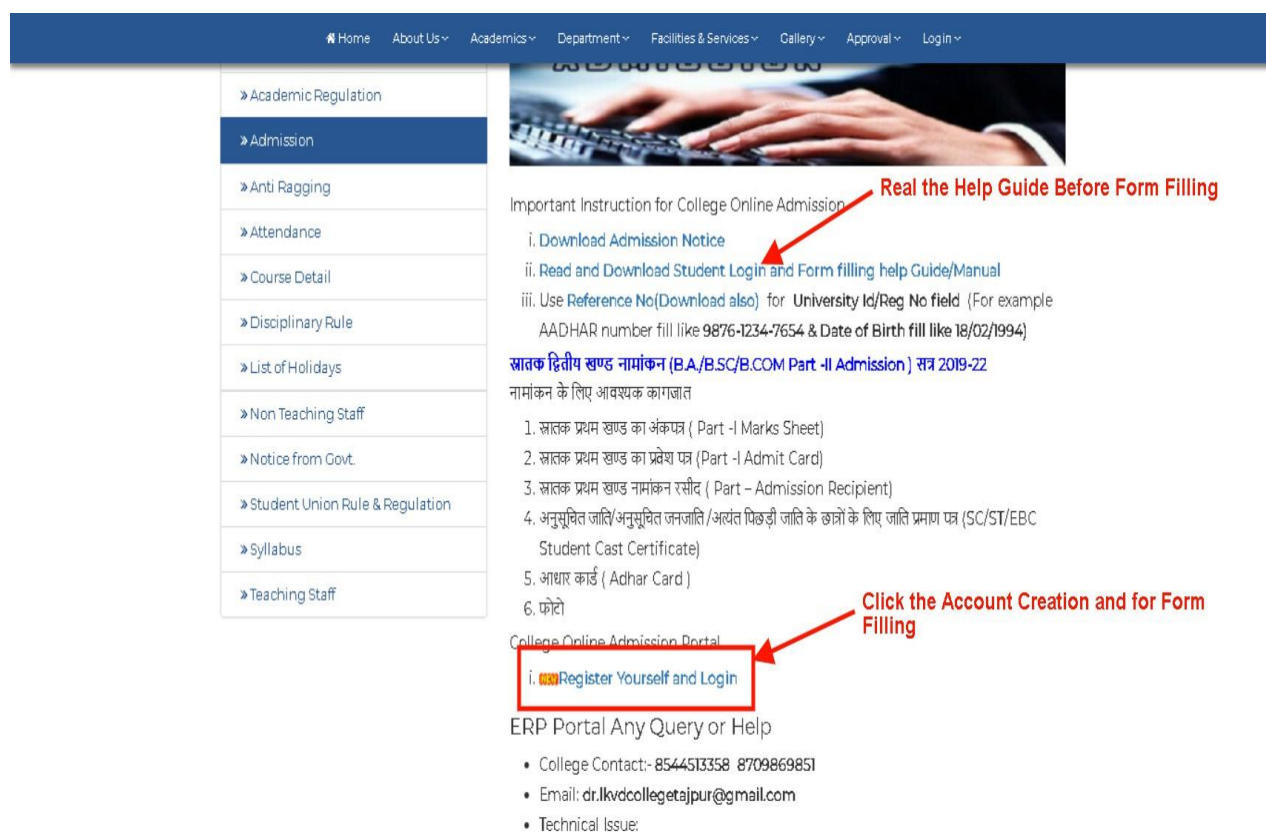 Home About Us Academics Department Facilities & Services Gallery Approval Login
ADMISSION
» Academic Regulation
» Admission
» Anti Ragging
» Attendance
» Course Detail
» Disciplinary Rule
» List of Holidays
» Non Teaching Staff
» Notice from Govt.
» Student Union Rule & Regulation
» Syllabus
» Teaching Staff
Real the Help Guide Before Form Filling
Important Instruction for College Online Admission
i. Download Admission Notice
ii. Read and Download Student Login and Form filling help Guide/Manual
iii. Use Reference No(Download also) for University Id/Reg No field (For example
AADHAR number fill like 9876-1234-7654 & Date of Birth fill like 18/02/1994)
स्नातक द्वितीय खण्ड नामांकन (B.A./B.SC/B.COM Part -II Admission ) सत्र 2019-22
नामांकन के लिए आवश्यक कागजात
1. स्नातक प्रथम खण्ड का अंकपत्र ( Part -I Marks Sheet)
2. स्नातक प्रथम खण्ड का प्रवेश पत्र (Part -I Admit Card)
3. स्नातक प्रथम खण्ड नामांकन रसीद ( Part – Admission Recipient)
4. अनुसूचित जाति/अनुसूचित जनजाति /अत्यंत पिछड़ी जाति के छात्रों के लिए जाति प्रमाण पत्र (SC/ST/EBC
Student Cast Certificate)
5. आधार कार्ड ( Adhar Card )
6. फोटो
Click the Account Creation and for Form
Filling
College Online Admission Portal
i. NEW Register Yourself and Login
ERP Portal Any Query or Help
• College Contact:- 8544513358 8709869851
• Email: dr.lkvdcollegetajpur@gmail.com
• Technical Issue: